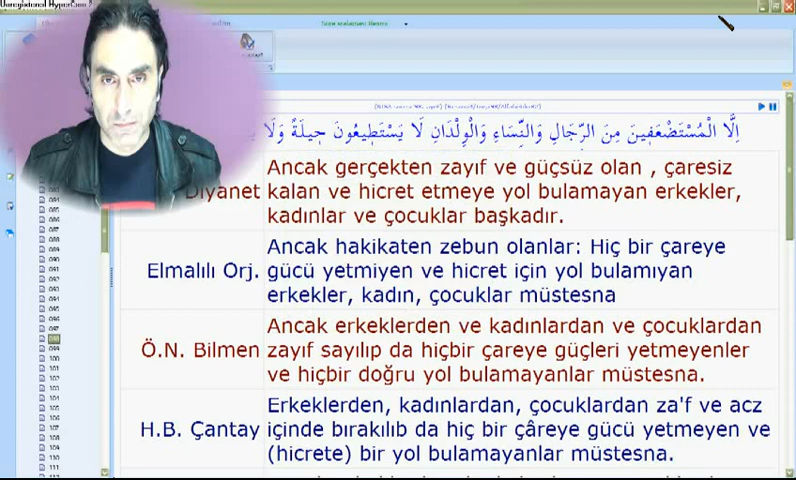 اِلَّا الْمُسْتَضْعَفٖينَ مِنَ الرِّجَالِ وَالنِّسَاءِ وَالْوِلْدَانِ لَا يَسْتَطٖيعُونَ حٖيلَةً وَلَا
Diyanet
Ancak gerçekten zayıf ve güçsüz olan , çaresiz
kalan ve hicret etmeye yol bulamayan erkekler,
kadınlar ve çocuklar başkadır.
Elmalılı Orj.
Ancak hakikaten zebun olanlar: Hiç bir çareye
gücü yetmiyen ve hicret için yol bulamıyan
erkekler, kadın, çocuklar müstesna
Ö.N. Bilmen
Ancak erkeklerden ve kadınlardan ve çocuklardan
zayıf sayılıp da hiçbir çareye güçleri yetmeyenler
ve hiçbir doğru yol bulamayanlar müstesna.
H.B. Çantay
Erkeklerden, kadınlardan, çocuklardan za'f ve acz
içinde bırakılıb da hiç bir çâreye gücü yetmeyen ve
(hicrete) bir yol bulamayanlar müstesna.